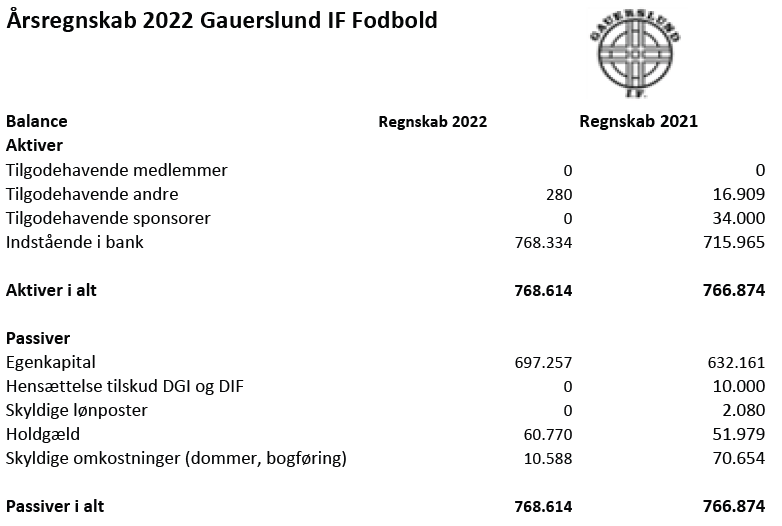 Årsregnskab 2022 Gauerslund IF Fodbold
GAUERSLUND
I.F.
Balance Regnskab 2022 Regnskab 2021
Aktiver
Tilgodehavende medlemmer 0 0
Tilgodehavende andre 280 16.909
Tilgodehavende sponsorer 0 34.000
Indstående i bank 768.334 715.965
Aktiver i alt 768.614 766.874
Passiver
Egenkapital 697.257 632.161
Hensættelse tilskud DGI og DIF 0 10.000
Skyldige lønposter 0 2.080
Holdgæld 60.770 51.979
Skyldige omkostninger (dommer, bogføring) 10.588 70.654
Passiver i alt 768.614 766.874